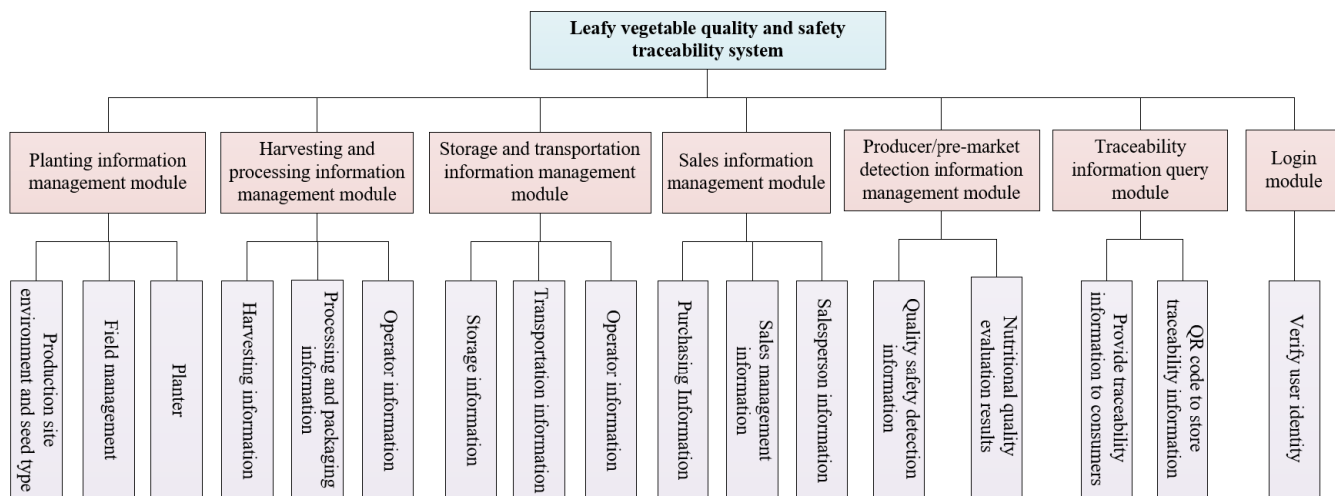 Leafy vegetable quality and safety
traceability system
Planting information
management module
Harvesting and
processing information
management module
Storage and transportation
information management
module
Sales information
management module
Producer/pre-market
detection information
management module
Traceability
information query
module
Login
module
Production site
environment and seed type
Field management
Planter
Harvesting information
Processing and packaging
information
Operator information
Storage information
Transportation information
Operator information
Purchasing Information
Sales management
information
Salesperson information
Quality safety detection
information
Nutritional quality
evaluation results
Provide traceability
information to consumers
QR code to store
traceability information
Verify user identity